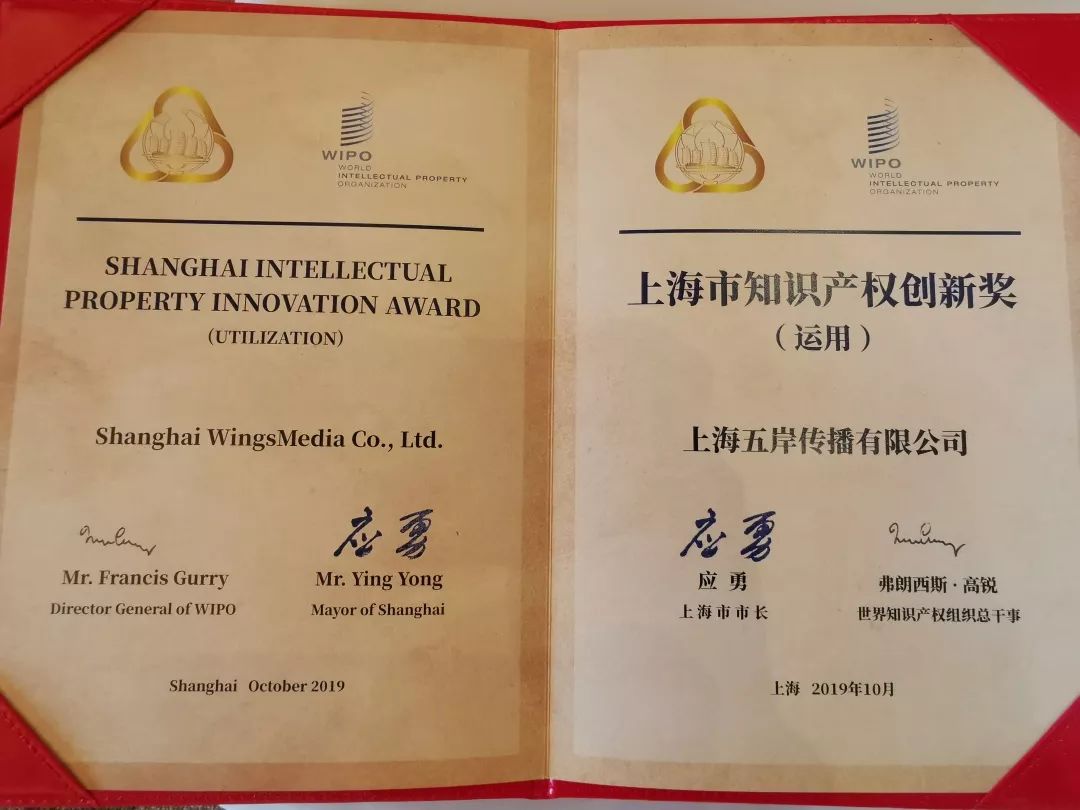 WIPO
WORLD
INTELLECTUAL PROPERTY
ORGANIZATION
SHANGHAI INTELLECTUAL
PROPERTY INNOVATION AWARD
(UTILIZATION)
Shanghai WingsMedia Co., Ltd.
应勇
Mr. Francis Gurry
Mr. Ying Yong
Director General of WIPO
Mayor of Shanghai
Shanghai October 2019
WIPO
WORLD
INTELLECTUAL PROPERTY
ORGANIZATION
上海市知识产权创新奖
（运用）
上海五岸传播有限公司
应勇
应 勇
弗朗西斯·高锐
上海市市长
世界知识产权组织总干事
上海 2019年10月